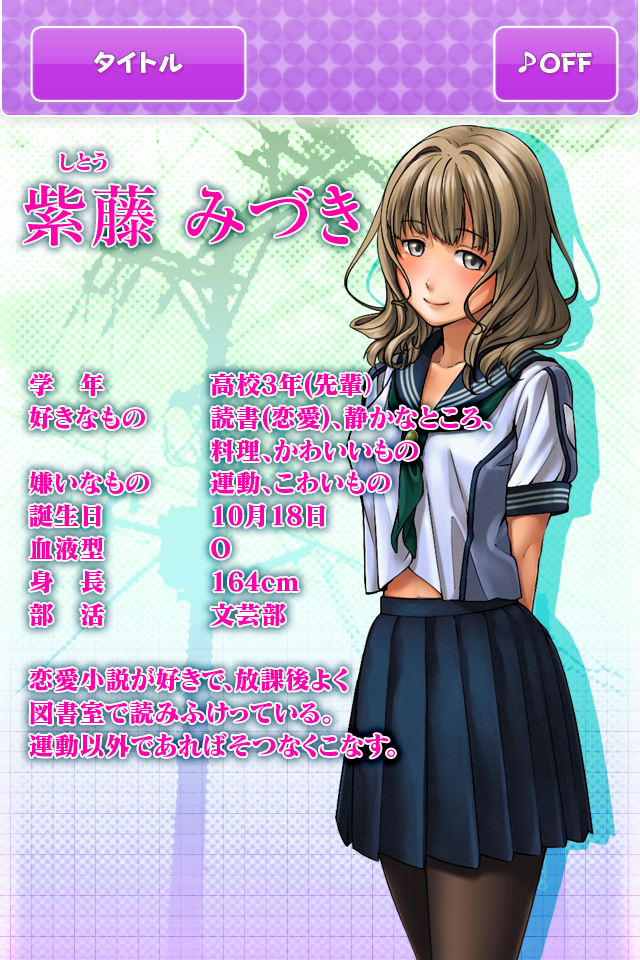 タイトル
♪OFF
しとう
紫藤 みづき
学　年　高校3年(先輩)
好きなもの　読書(恋愛)、静かなところ、
料理、かわいいもの
嫌いなもの　運動、こわいもの
誕生日　10月18日
血液型　O
身　長　164cm
部　活　文芸部
恋愛小説が好きで、放課後よく
図書室で読みふけっている。
運動以外であればそつなくこなす。